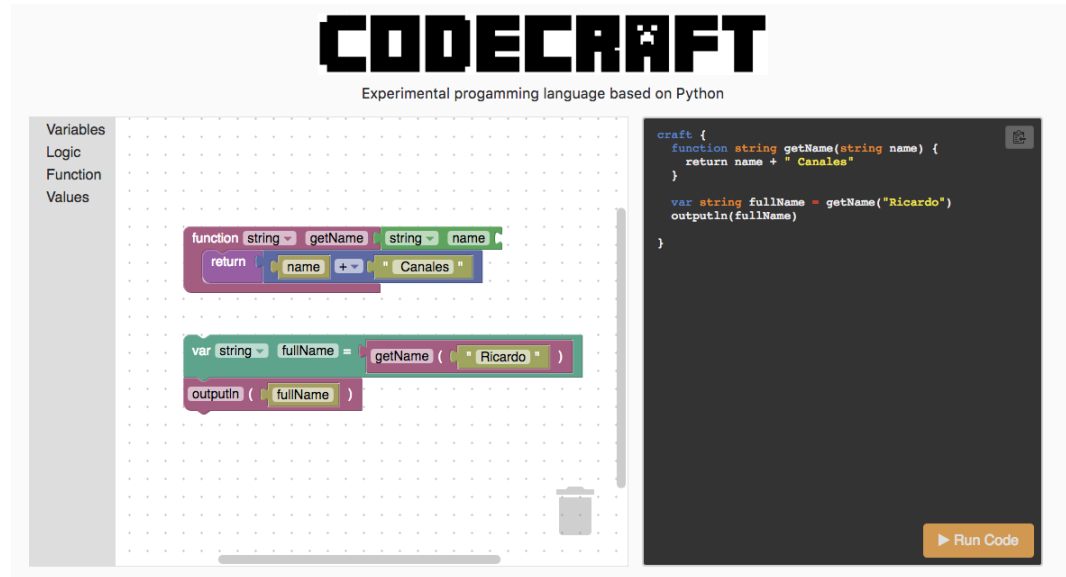 CODECRAFT
Experimental progamming language based on Python
Variables
Logic
Function
Values
function string getName string name
return name + " Canales "
var string fullName = getName ( " Ricardo " )
outputln ( fullName )
craft {
function string getName(string name) {
return name + " Canales"
}
var string fullName = getName("Ricardo")
outputln(fullName)
}
Run Code